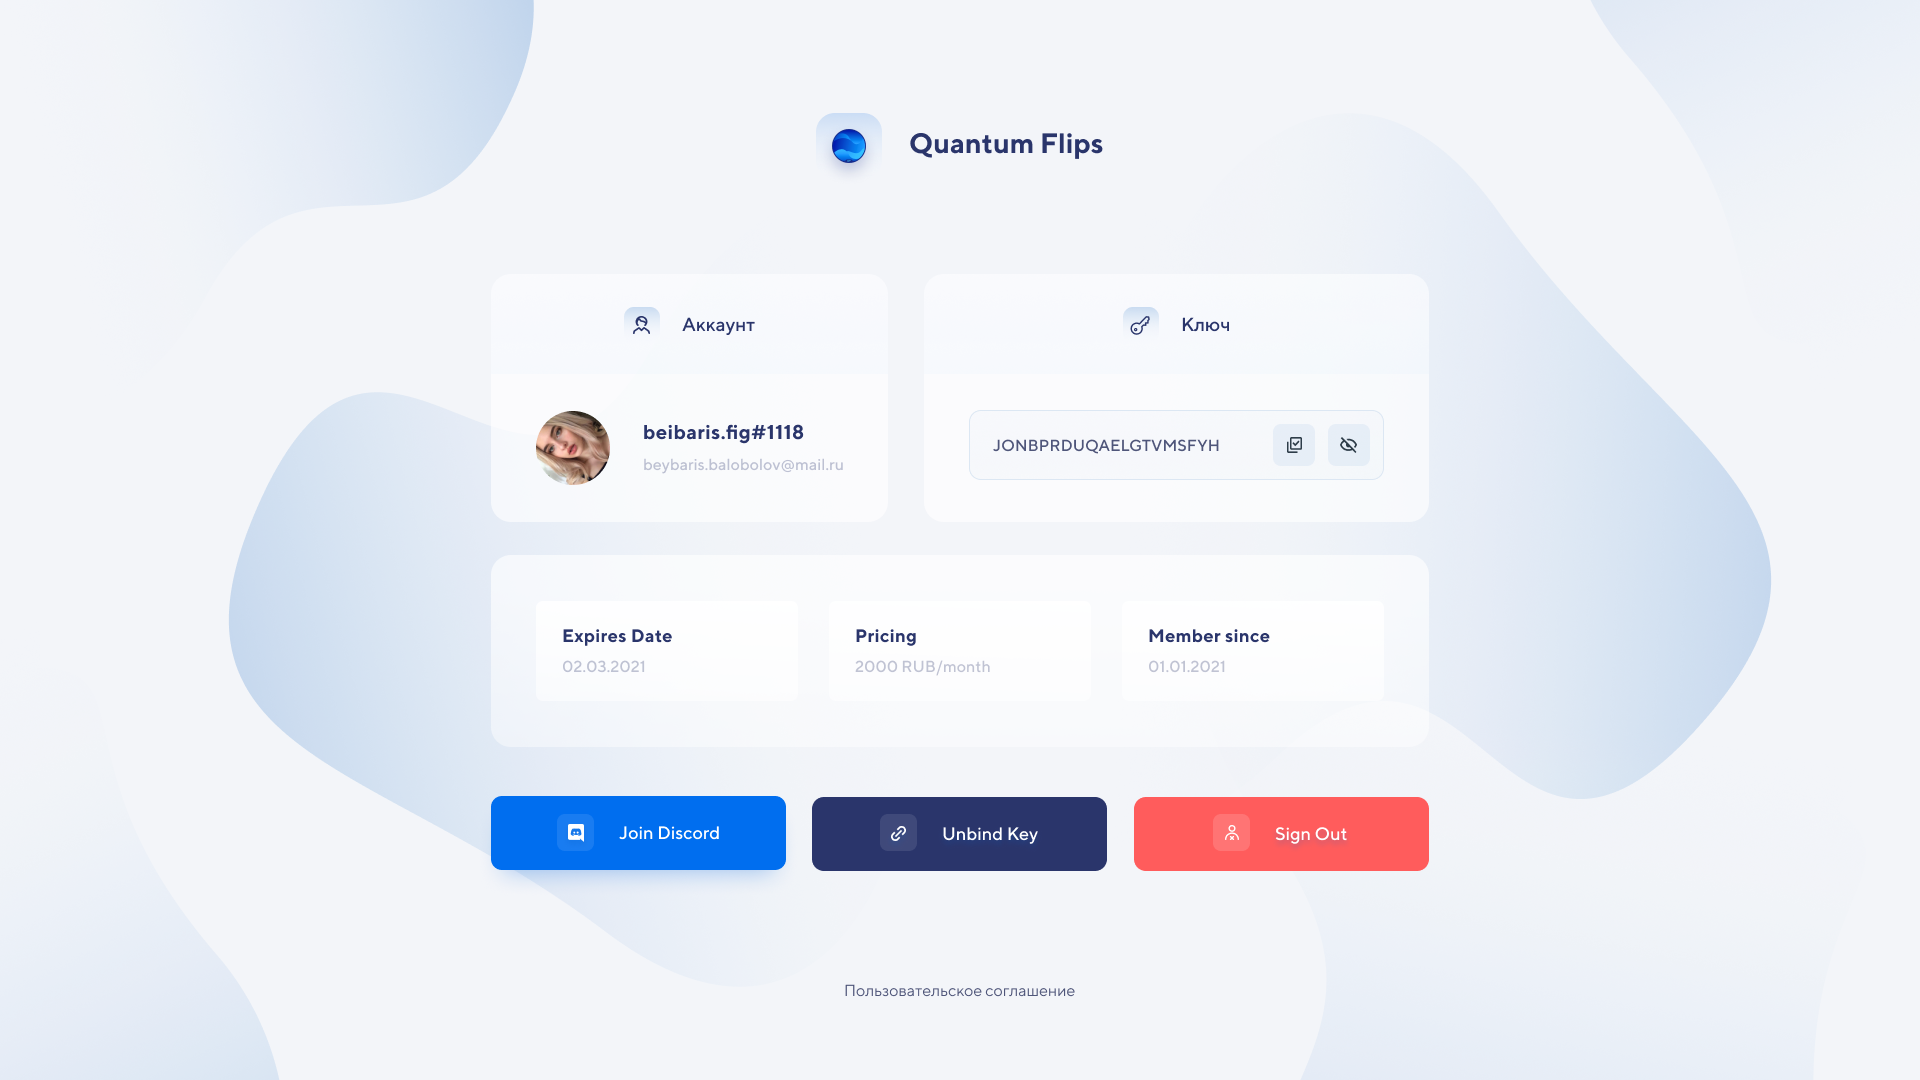 Quantum Flips
Аккаунт
Ключ
beibaris.fig#1118
beybaris.balobolov@mail.ru
JONBPRDUQAELGTVMSFYH
Expires Date
02.03.2021
Pricing
2000 RUB/month
Member since
01.01.2021
Join Discord
Unbind Key
Sign Out
Пользовательское соглашение